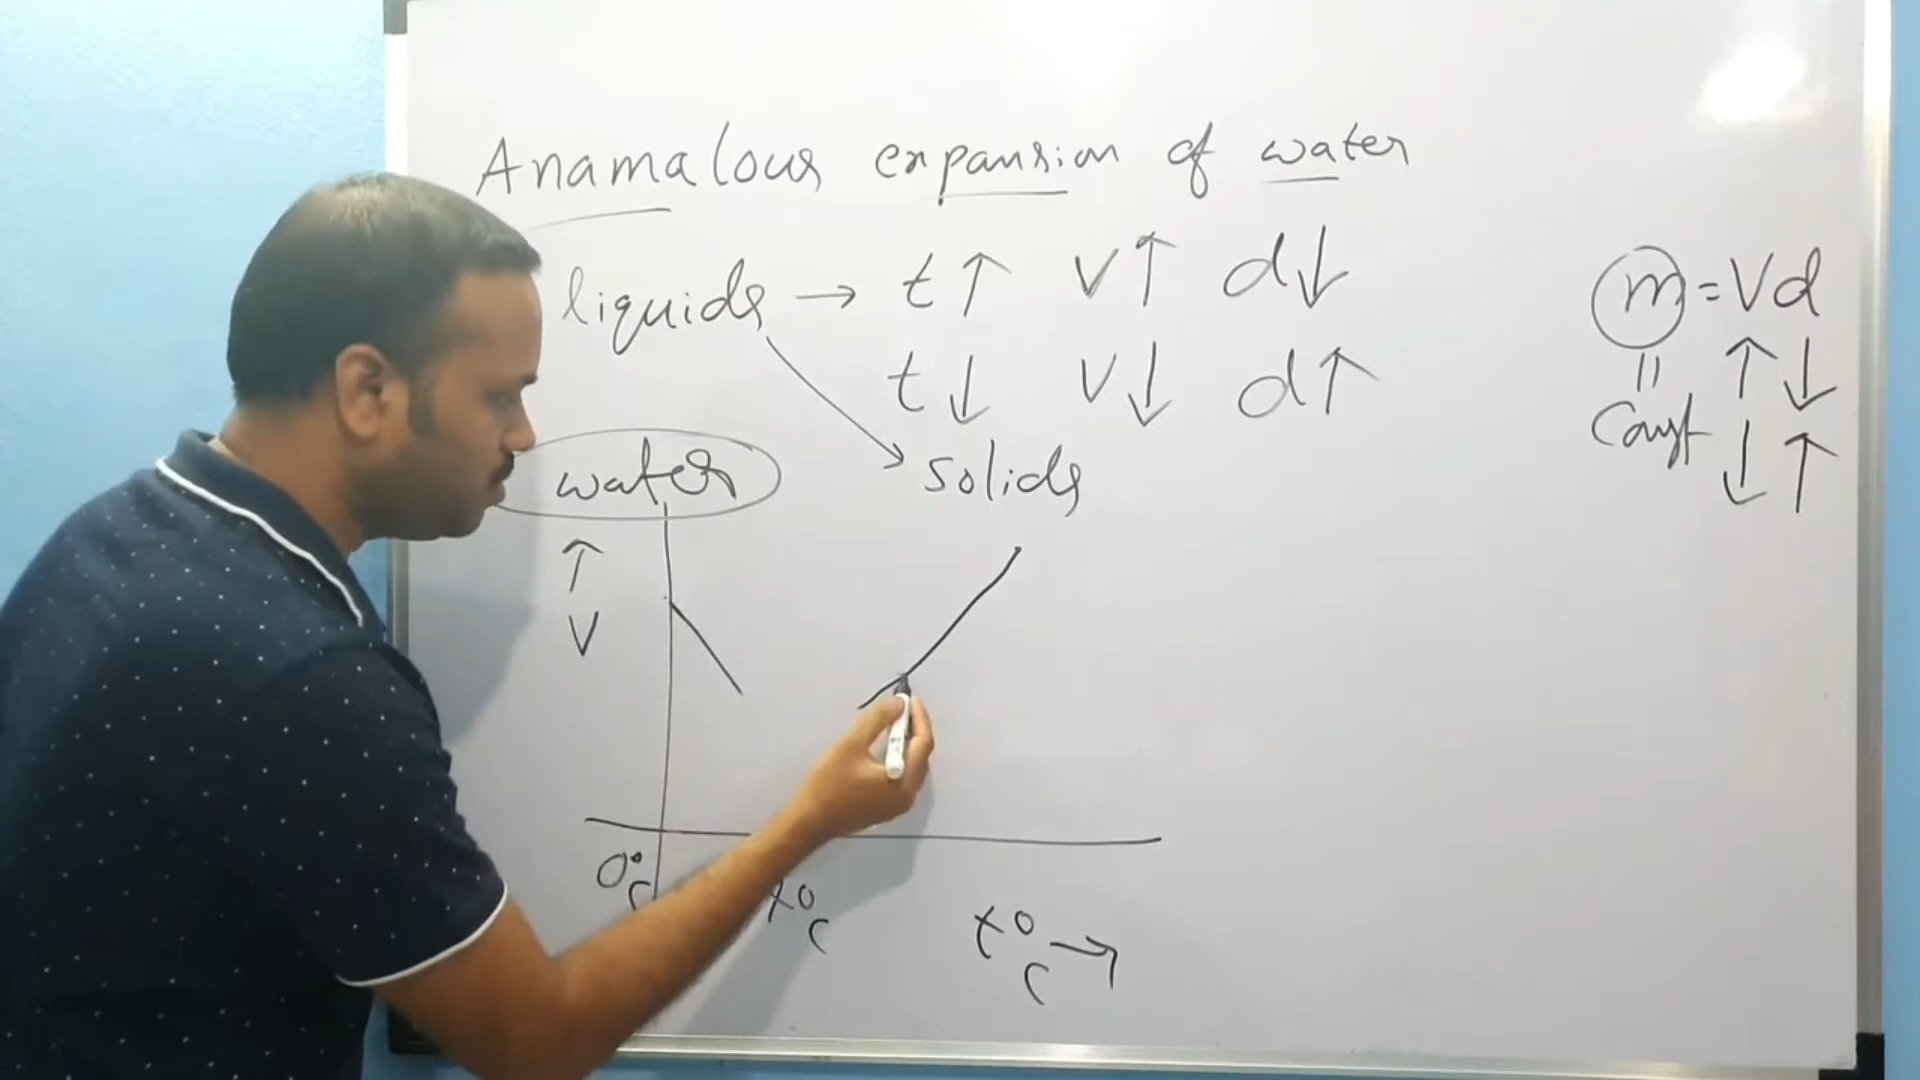 Anamalous expansion of water
liquids → t↑ V↑ d↓
t↓ V↓ d↑
solids
water
↑
V
0°C
t°C
t°C →
m = Vd
= ↑ ↓
Const ↓ ↑